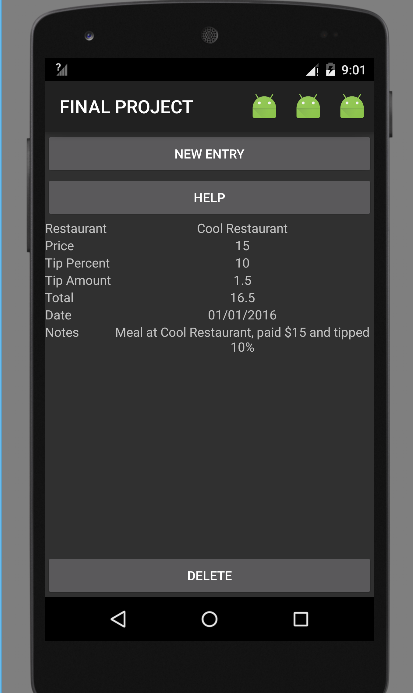 9:01
FINAL PROJECT
NEW ENTRY
HELP
Restaurant Cool Restaurant
Price 15
Tip Percent 10
Tip Amount 1.5
Total 16.5
Date 01/01/2016
Notes Meal at Cool Restaurant, paid $15 and tipped
10%
DELETE